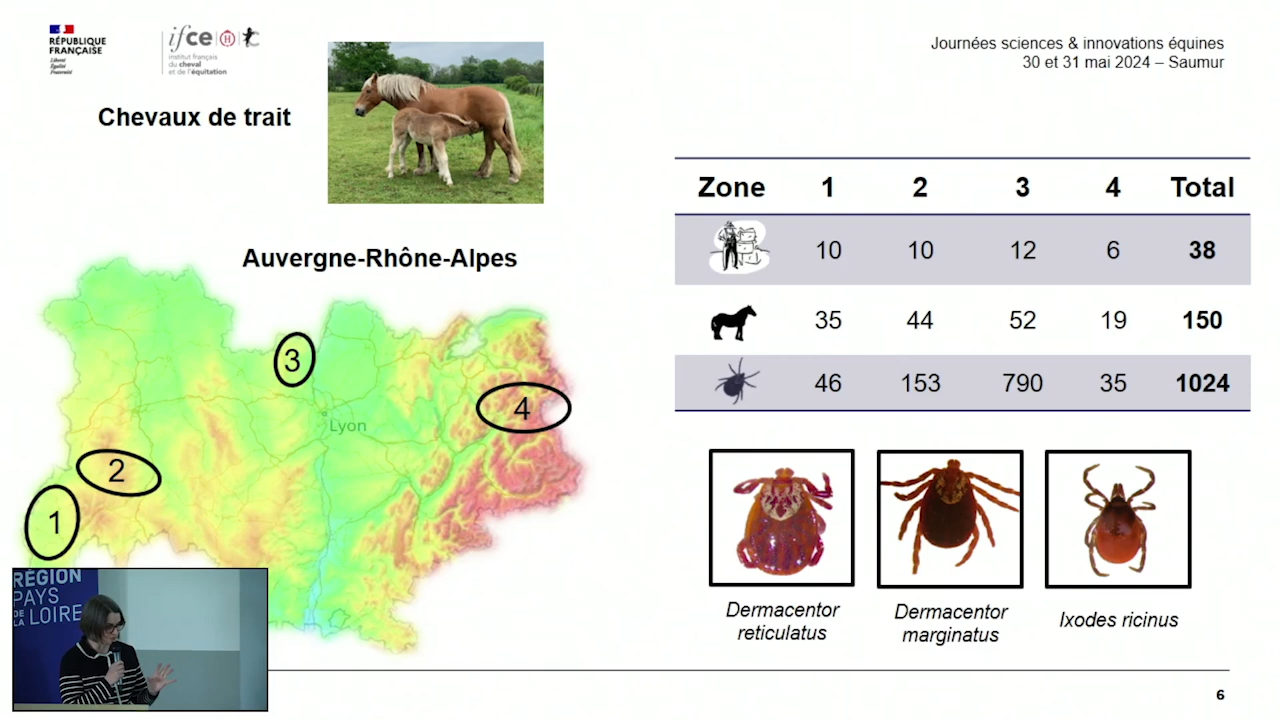 RÉPUBLIQUE
FRANÇAISE
Liberté
Égalité
Fraternité
ifce
institut français
du cheval
et de l'équitation
Journées sciences & innovations équines
30 et 31 mai 2024 – Saumur
Chevaux de trait
Auvergne-Rhône-Alpes
Zone 1 2 3 4 Total
10 10 12 6 38
35 44 52 19 150
46 153 790 35 1024
3
4
Lyon
2
1
Dermacentor
reticulatus
Dermacentor
marginatus
Ixodes ricinus
RÉGION
PAYS
DE LA LOIRE
6